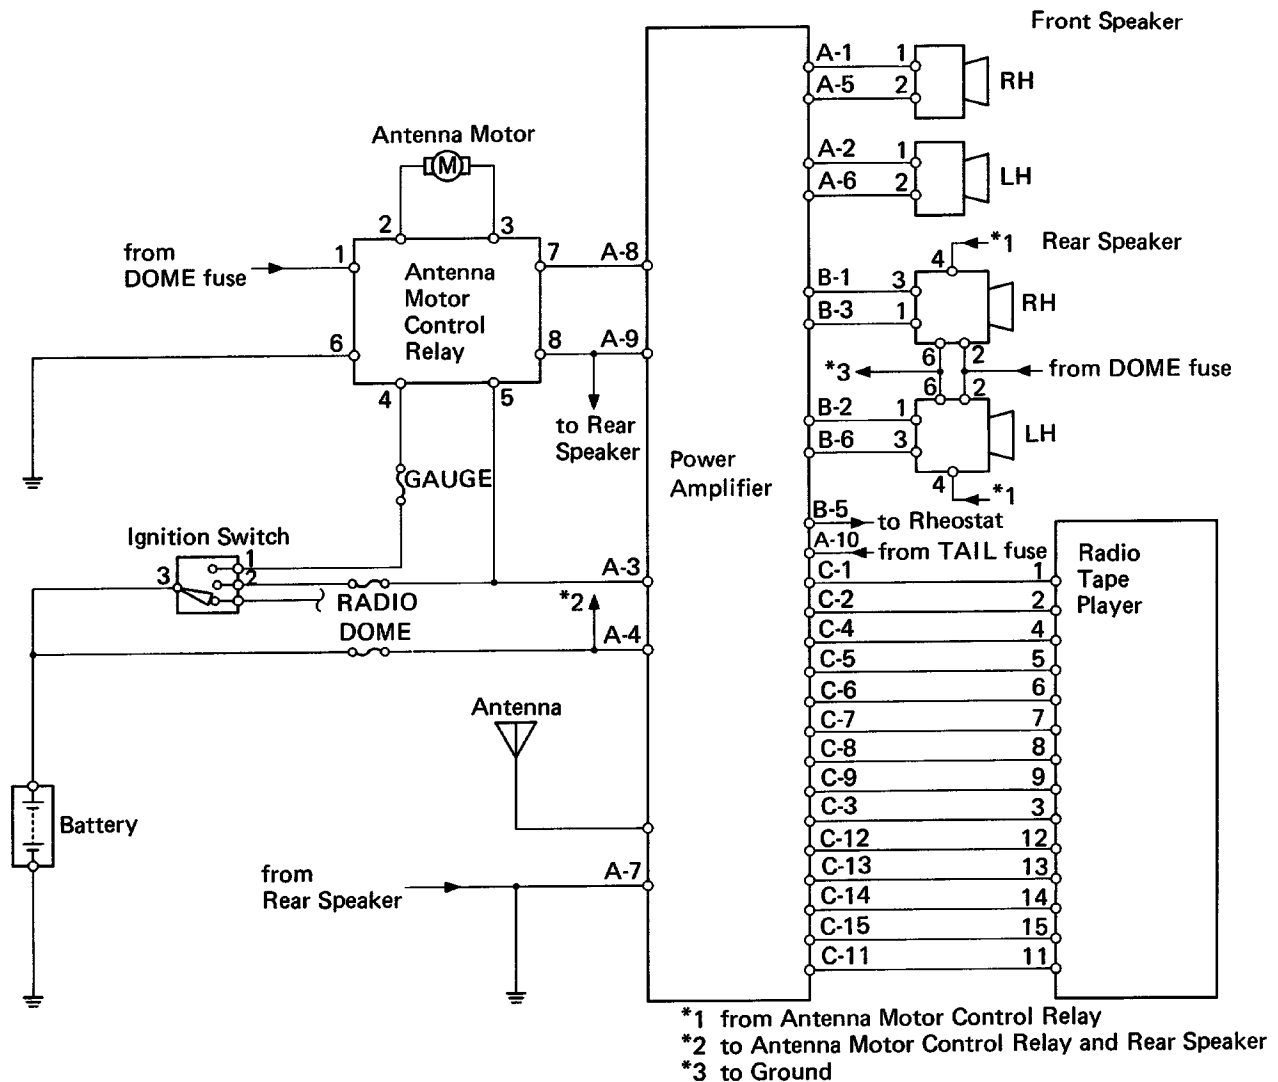 Front Speaker
A-1 1
A-5 2
RH
Antenna Motor
M
A-2 1
A-6 2
LH
2 3
*1
Rear Speaker
4
from
DOME fuse
1
Antenna
Motor
Control
Relay
7
A-8
B-1 3
B-3 1
RH
6
8
A-9
6 2
*3
from DOME fuse
6 2
4 5
to Rear
Speaker
B-2 1
B-6 3
LH
4
*1
Power
Amplifier
GAUGE
B-5
to Rheostat
A-10
from TAIL fuse
Ignition Switch
3
1
2
RADIO
A-3
*2
DOME
A-4
Radio
Tape
Player
C-1 1
C-2 2
C-4 4
C-5 5
C-6 6
C-7 7
C-8 8
C-9 9
C-3 3
C-12 12
C-13 13
C-14 14
C-15 15
C-11 11
Antenna
Battery
from
Rear Speaker
A-7
*1 from Antenna Motor Control Relay
*2 to Antenna Motor Control Relay and Rear Speaker
*3 to Ground